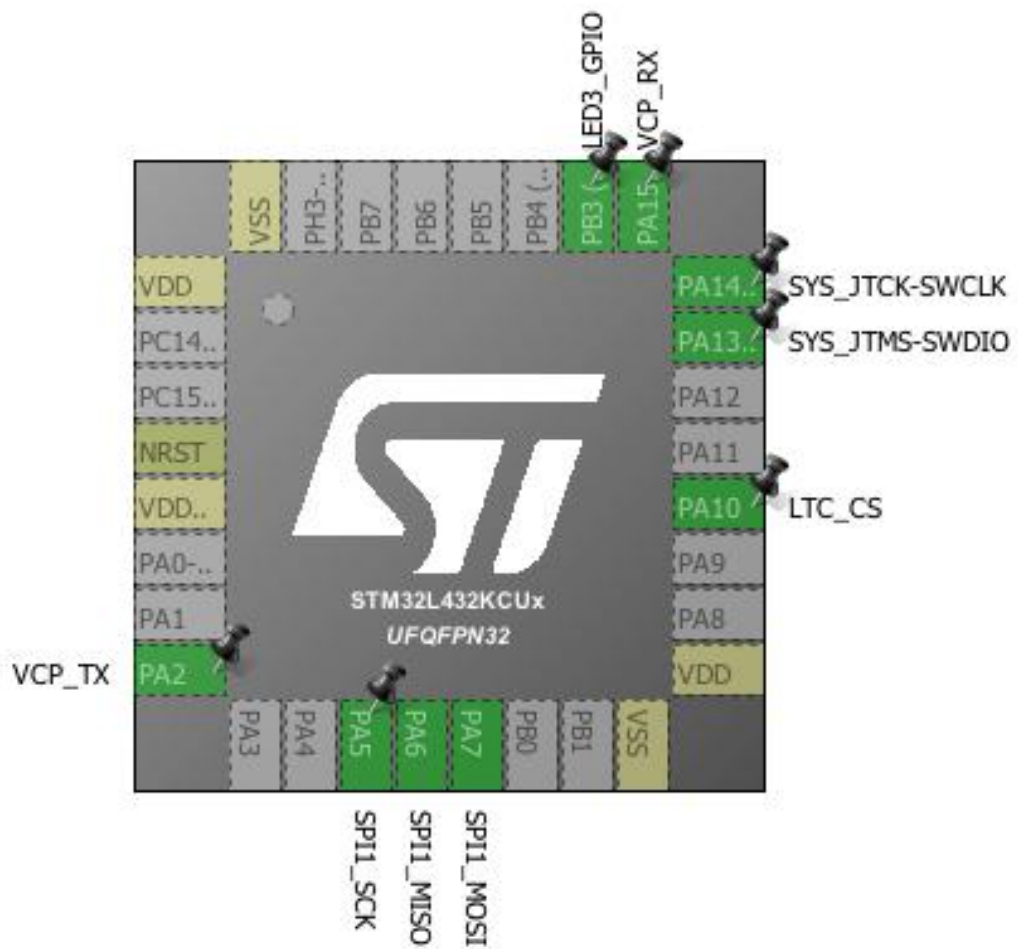 LED3_GPIO
VCP_RX
VSS
PH3-..
PB7
PB6
PB5
PB4 (..
PB3 (
PA15
VDD
PC14..
PC15..
NRST
VDD..
PA0-..
PA1
VCP_TX PA2
PA14.. SYS_JTCK-SWCLK
PA13.. SYS_JTMS-SWDIO
PA12
PA11
PA10 LTC_CS
PA9
PA8
VDD
STM32L432KCUx
UFQFPN32
PA3
PA4
PA5
PA6
PA7
PB0
PB1
VSS
SPI1_SCK
SPI1_MISO
SPI1_MOSI